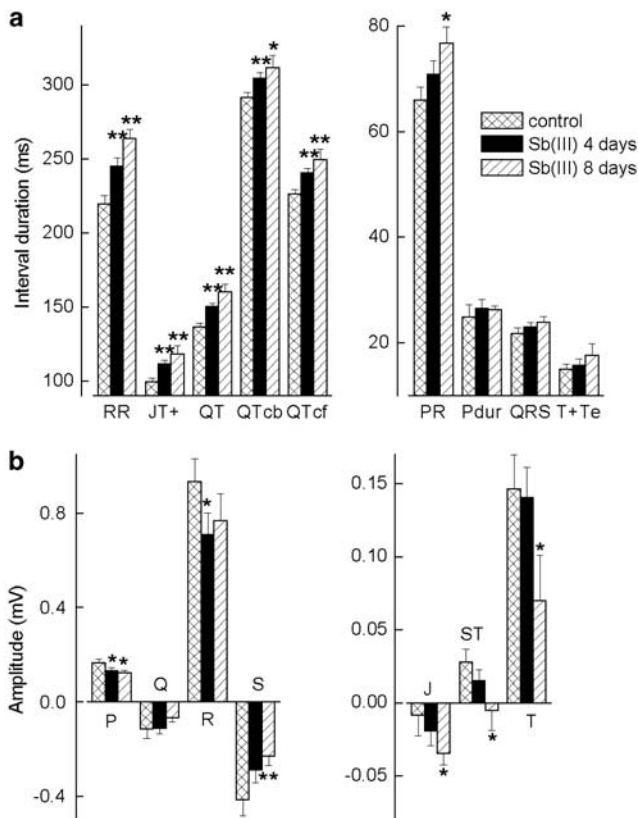 a
Interval duration (ms)
300
250
200
150
100
** ** ** ** ** ** ** * ** **
RR JT+ QT QTcb QTcf
80
60
40
20
*
control
Sb(III) 4 days
Sb(III) 8 days
PR Pdur QRS T+Te
b
Amplitude (mV)
0.8
0.4
0.0
-0.4
* * * **
P Q R S
0.15
0.10
0.05
0.00
-0.05
J ST T
* * *